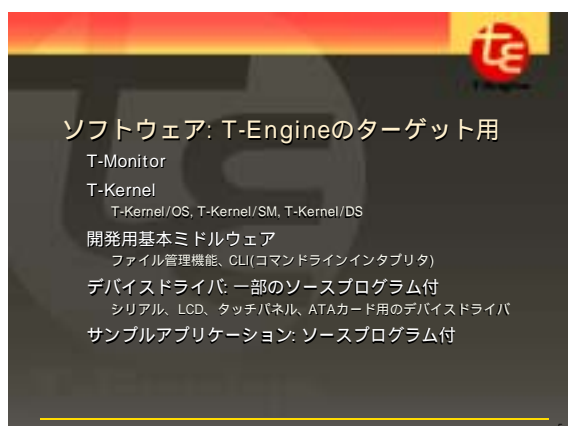 ソフトウェア: T-Engineのターゲット用
T-Monitor
T-Kernel
T-Kernel/OS, T-Kernel/SM, T-Kernel/DS
開発用基本ミドルウェア
ファイル管理機能、CLI(コマンドラインインタプリタ)
デバイスドライバ: 一部のソースプログラム付
シリアル、LCD、タッチパネル、ATAカード用のデバイスドライバ
サンプルアプリケーション: ソースプログラム付